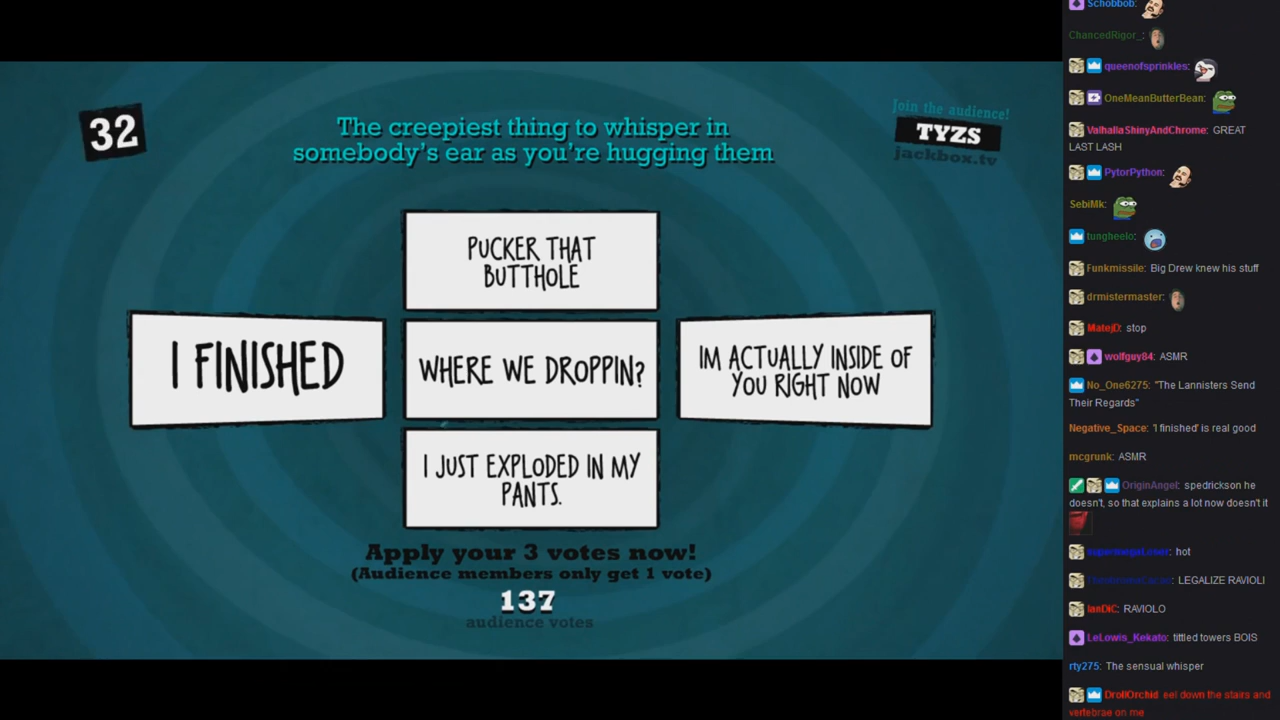 32
The creepiest thing to whisper in
somebody's ear as you're hugging them
Join the audience!
TYZS
jackbox.tv
PUCKER THAT
BUTTHOLE
I FINISHED
WHERE WE DROPPIN?
IM ACTUALLY INSIDE OF
YOU RIGHT NOW
I JUST EXPLODED IN MY
PANTS.
Apply your 3 votes now!
(Audience members only get 1 vote)
137
audience votes
Schobbob:
ChancedRigor_:
queenofsprinkles:
OneMeanButterBean:
ValhallaShinyAndChrome: GREAT
LAST LASH
PytorPython:
SebiMk:
tungheelo:
Funkmissile: Big Drew knew his stuff
drmistermaster:
MatejD: stop
wolfguy84: ASMR
No_One6275: "The Lannisters Send
Their Regards"
Negative_Space: 'I finished' is real good
mcgrunk: ASMR
OriginAngel: spedrickson he
doesn't, so that explains a lot now doesn't it
hot
LEGALIZE RAVIOLI
IanDiC: RAVIOLO
LeLowis_Kekato: tittled towers BOIS
rty275: The sensual whisper
DrollOrchid eel down the stairs and
vertebrae on me